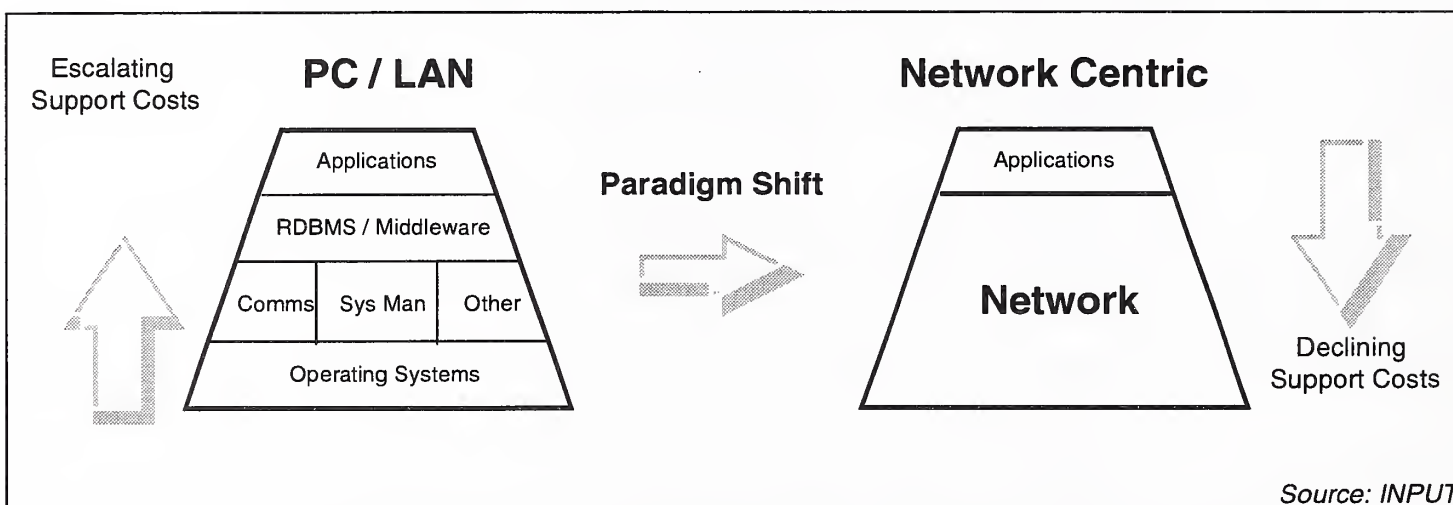 Escalating
Support Costs
PC / LAN
Applications
RDBMS / Middleware
Comms
Sys Man
Other
Operating Systems
Paradigm Shift
Network Centric
Applications
Network
Declining
Support Costs
Source: INPUT